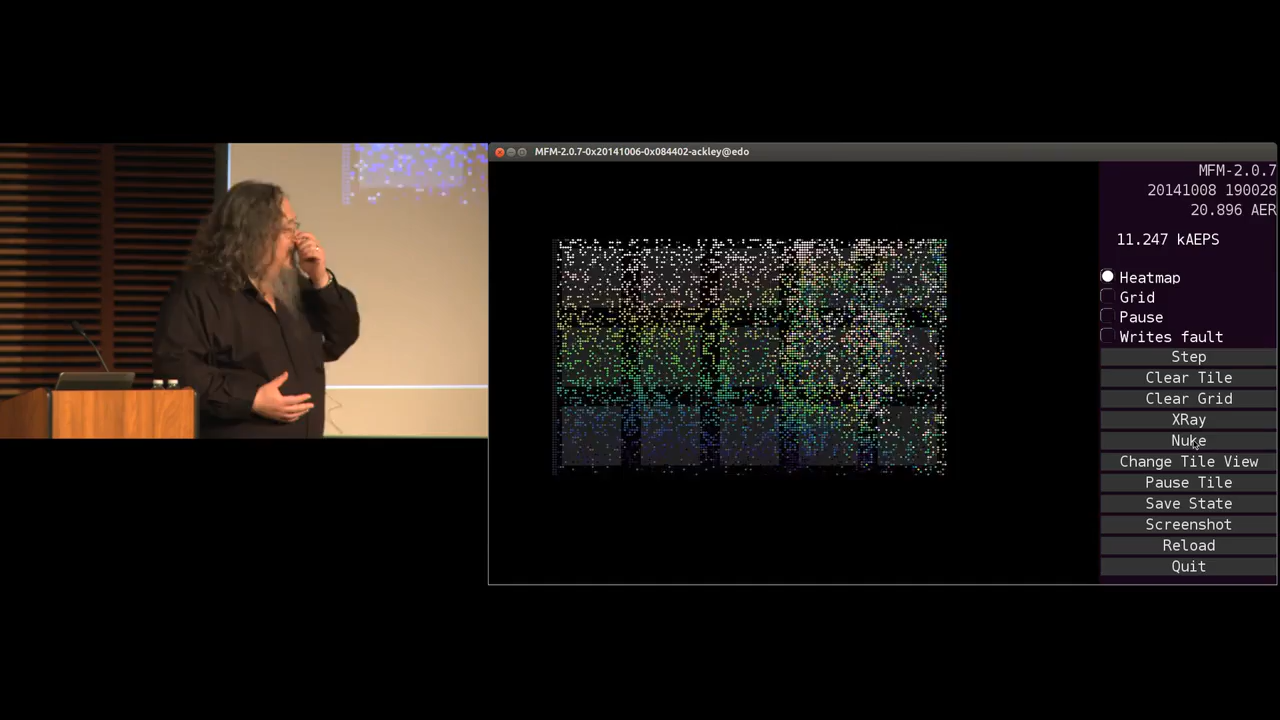 MFM-2.0.7-0x20141006-0x084402-ackley@edo
MFM-2.0.7
20141008 190028
20.896 AER
11.247 kAEPS
Heatmap
Grid
Pause
Writes fault
Step
Clear Tile
Clear Grid
XRay
Nuke
Change Tile View
Pause Tile
Save State
Screenshot
Reload
Quit